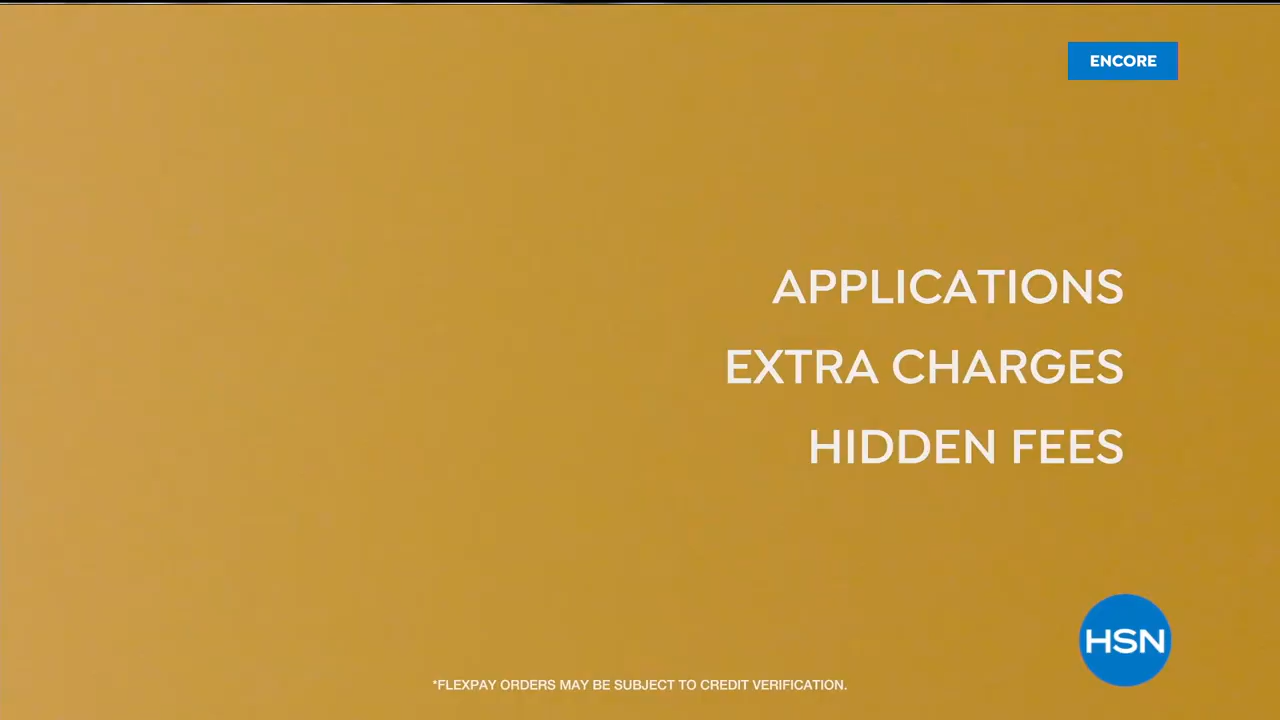 ENCORE
APPLICATIONS
EXTRA CHARGES
HIDDEN FEES
HSN
*FLEXPAY ORDERS MAY BE SUBJECT TO CREDIT VERIFICATION.